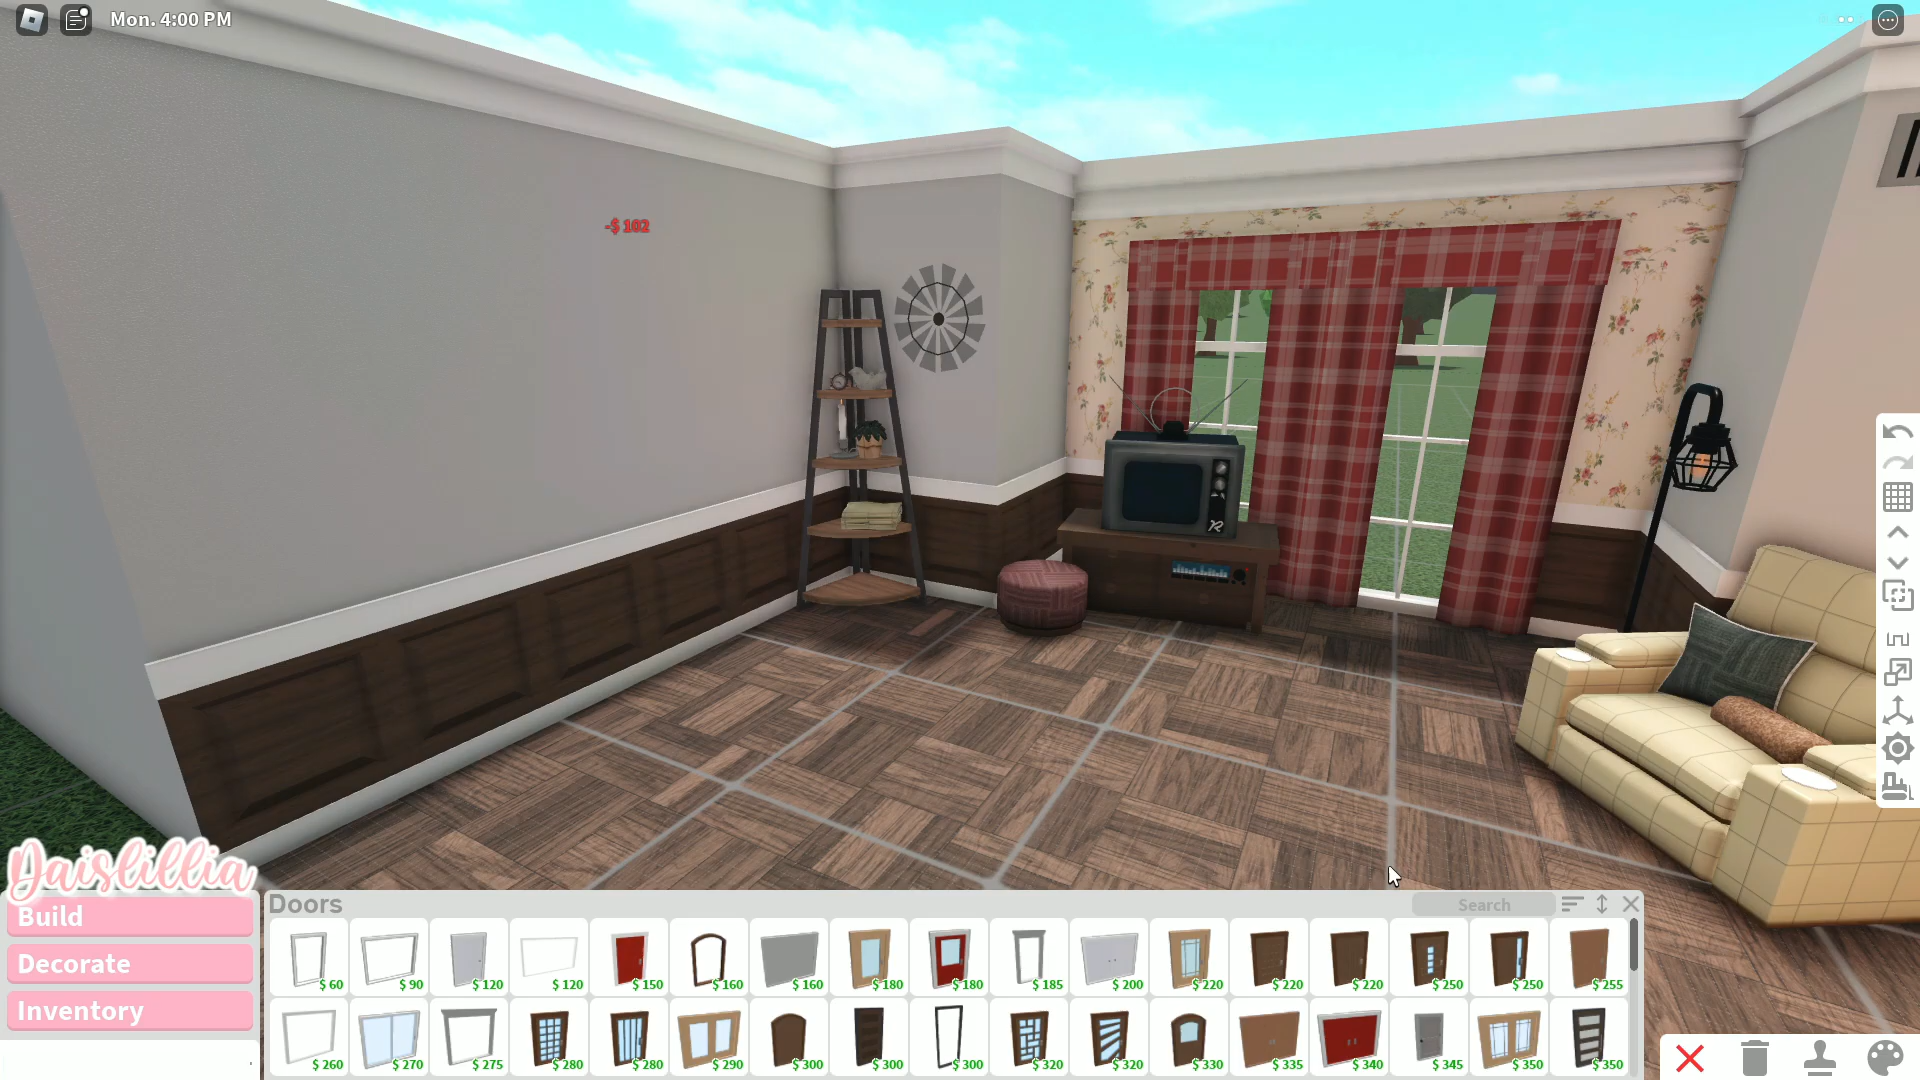 Mon. 4:00 PM
-$ 102
Daislillia
Build
Decorate
Inventory
Doors
Search
$ 60 $ 90 $ 120 $ 120 $ 150 $ 160 $ 160 $ 180 $ 180 $ 185 $ 200 $ 220 $ 220 $ 220 $ 250 $ 250 $ 255
$ 260 $ 270 $ 275 $ 280 $ 280 $ 290 $ 300 $ 300 $ 300 $ 320 $ 320 $ 330 $ 335 $ 340 $ 345 $ 350 $ 350